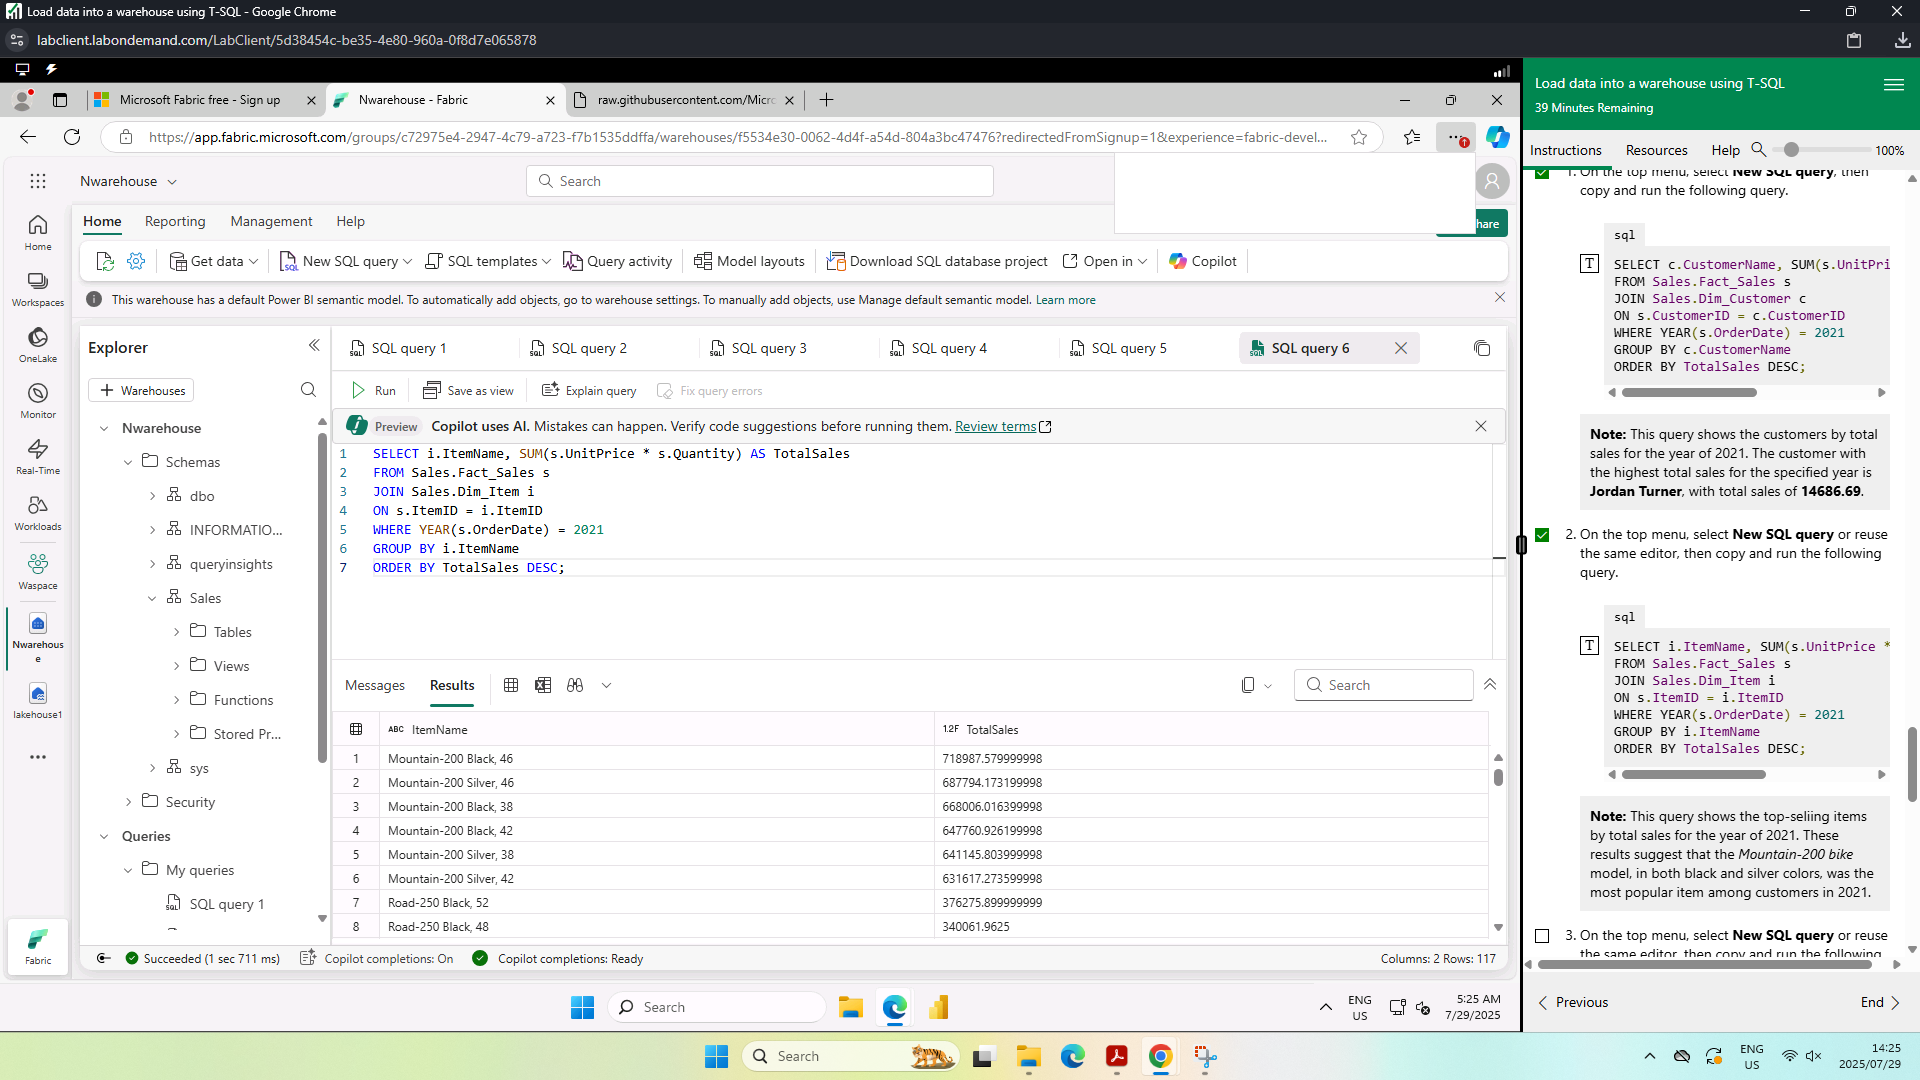 Load data into a warehouse using T-SQL - Google Chrome
labclient.labondemand.com/LabClient/5d38454c-be35-4e80-960a-0f8d7e065878
Microsoft Fabric free - Sign up
Nwarehouse - Fabric
raw.githubusercontent.com/Micro
https://app.fabric.microsoft.com/groups/c72975e4-2947-4c79-a723-f7b1535ddffa/warehouses/f5534e30-0062-4d4f-a54d-804a3bc47476?redirectedFromSignup=1&experience=fabric-devel...
Nwarehouse
Search
Home Reporting Management Help
hare
Get data
New SQL query
SQL templates
Query activity
Model layouts
Download SQL database project
Open in
Copilot
This warehouse has a default Power BI semantic model. To automatically add objects, go to warehouse settings. To manually add objects, use Manage default semantic model. Learn more
Home
Workspaces
OneLake
Monitor
Real-Time
Workloads
Waspace
Nwarehous
e
lakehouse1
Fabric
Explorer
Warehouses
Nwarehouse
Schemas
dbo
INFORMATIO...
queryinsights
Sales
Tables
Views
Functions
Stored Pr...
sys
Security
Queries
My queries
SQL query 1
SQL query 1
SQL query 2
SQL query 3
SQL query 4
SQL query 5
SQL query 6
Run
Save as view
Explain query
Fix query errors
Preview Copilot uses AI. Mistakes can happen. Verify code suggestions before running them. Review terms
1 SELECT i.ItemName, SUM(s.UnitPrice * s.Quantity) AS TotalSales
2 FROM Sales.Fact_Sales s
3 JOIN Sales.Dim_Item i
4 ON s.ItemID = i.ItemID
5 WHERE YEAR(s.OrderDate) = 2021
6 GROUP BY i.ItemName
7 ORDER BY TotalSales DESC;
Messages Results
Search
ABC ItemName 1.2F TotalSales
1 Mountain-200 Black, 46 718987.579999998
2 Mountain-200 Silver, 46 687794.173199998
3 Mountain-200 Black, 38 668006.016399998
4 Mountain-200 Black, 42 647760.926199998
5 Mountain-200 Silver, 38 641145.803999998
6 Mountain-200 Silver, 42 631617.273599998
7 Road-250 Black, 52 376275.899999999
8 Road-250 Black, 48 340061.9625
Succeeded (1 sec 711 ms)
Copilot completions: On
Copilot completions: Ready
Columns: 2 Rows: 117
Search
ENG
US
5:25 AM
7/29/2025
Load data into a warehouse using T-SQL
39 Minutes Remaining
Instructions Resources Help 100%
1. On the top menu, select New SQL query, then
copy and run the following query.
sql
T
SELECT c.CustomerName, SUM(s.UnitPri
FROM Sales.Fact_Sales s
JOIN Sales.Dim_Customer c
ON s.CustomerID = c.CustomerID
WHERE YEAR(s.OrderDate) = 2021
GROUP BY c.CustomerName
ORDER BY TotalSales DESC;
Note: This query shows the customers by total
sales for the year of 2021. The customer with
the highest total sales for the specified year is
Jordan Turner, with total sales of 14686.69.
2. On the top menu, select New SQL query or reuse
the same editor, then copy and run the following
query.
sql
T
SELECT i.ItemName, SUM(s.UnitPrice *
FROM Sales.Fact_Sales s
JOIN Sales.Dim_Item i
ON s.ItemID = i.ItemID
WHERE YEAR(s.OrderDate) = 2021
GROUP BY i.ItemName
ORDER BY TotalSales DESC;
Note: This query shows the top-seliing items
by total sales for the year of 2021. These
results suggest that the Mountain-200 bike
model, in both black and silver colors, was the
most popular item among customers in 2021.
3. On the top menu, select New SQL query or reuse
the same editor, then copy and run the following
Previous
End
Search
ENG
US
14:25
2025/07/29